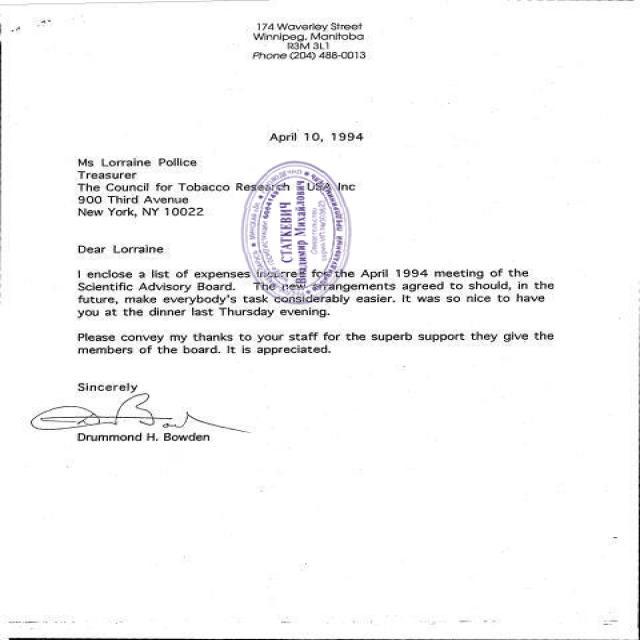 174 Waverley Street
Winnipeg, Manitoba
R3M 3L1
Phone (204) 488-0013
April 10, 1994
Ms Lorraine Pollice
Treasurer
The Council for Tobacco Research USA Inc
900 Third Avenue
New York, NY 10022
СТАТКЕВИЧ
Владимир Михайлович
Свидетельство
Dear Lorraine
I enclose a list of expenses incurred for the April 1994 meeting of the
Scientific Advisory Board. The new arrangements agreed to should, in the
future, make everybody's task considerably easier. It was so nice to have
you at the dinner last Thursday evening.
Please convey my thanks to your staff for the superb support they give the
members of the board. It is appreciated.
Sincerely
Drummond H. Bowden